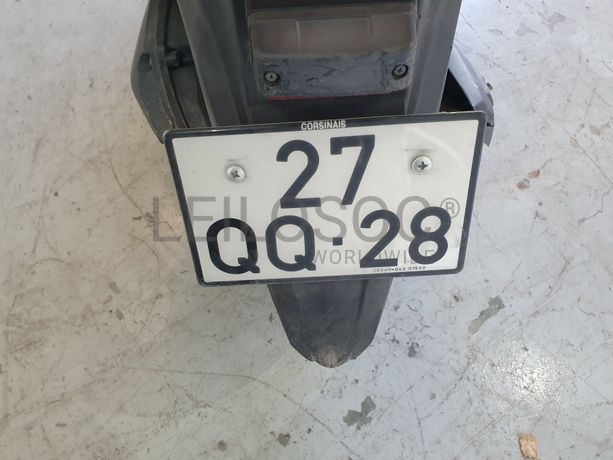 CORSINAIS
27
QQ·28
LEILOSOC®
WORLDWIDE